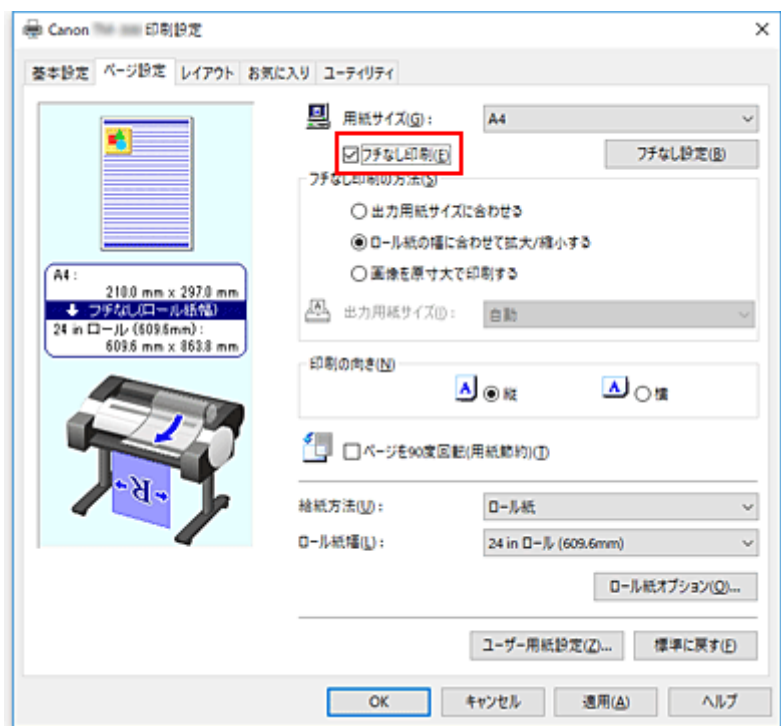 Canon 印刷設定
基本設定 ページ設定 レイアウト お気に入り ユーティリティ
用紙サイズ(G): A4
フチなし印刷(E) フチなし設定(B)
フチなし印刷の方法(S)
出力用紙サイズに合わせる
ロール紙の幅に合わせて拡大/縮小する
画像を原寸大で印刷する
出力用紙サイズ(I): 自動
A4:
210.0 mm x 297.0 mm
フチなし(ロール紙幅)
24 in ロール (609.6mm):
609.6 mm x 863.8 mm
R
印刷の向き(N)
A 縦 A 横
ページを90度回転(用紙節約)(T)
給紙方法(U): ロール紙
ロール紙幅(L): 24 in ロール (609.6mm)
ロール紙オプション(O)...
ユーザー用紙設定(Z)... 標準に戻す(F)
OK キャンセル 適用(A) ヘルプ